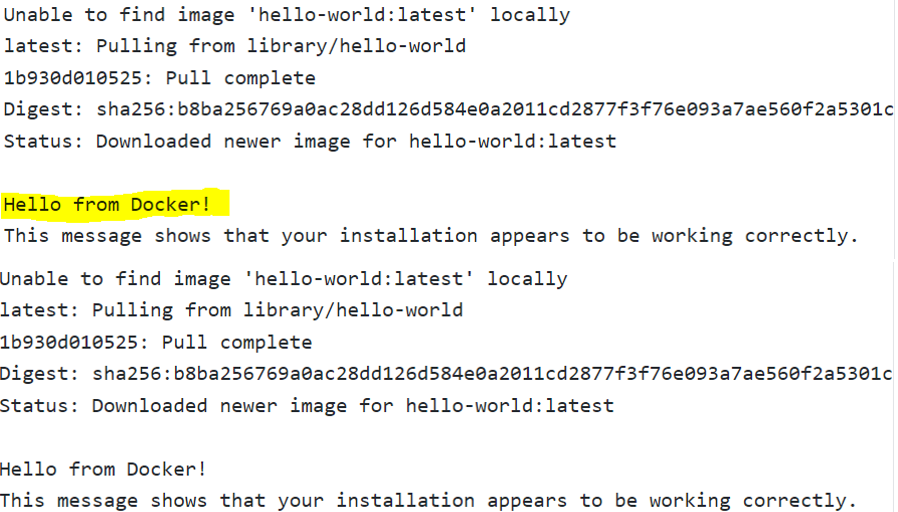 Unable to find image 'hello-world:latest' locally
latest: Pulling from library/hello-world
1b930d010525: Pull complete
Digest: sha256:b8ba256769a0ac28dd126d584e0a2011cd2877f3f76e093a7ae560f2a5301c
Status: Downloaded newer image for hello-world:latest
Hello from Docker!
This message shows that your installation appears to be working correctly.
Unable to find image 'hello-world:latest' locally
latest: Pulling from library/hello-world
1b930d010525: Pull complete
Digest: sha256:b8ba256769a0ac28dd126d584e0a2011cd2877f3f76e093a7ae560f2a5301c
Status: Downloaded newer image for hello-world:latest
Hello from Docker!
This message shows that your installation appears to be working correctly.